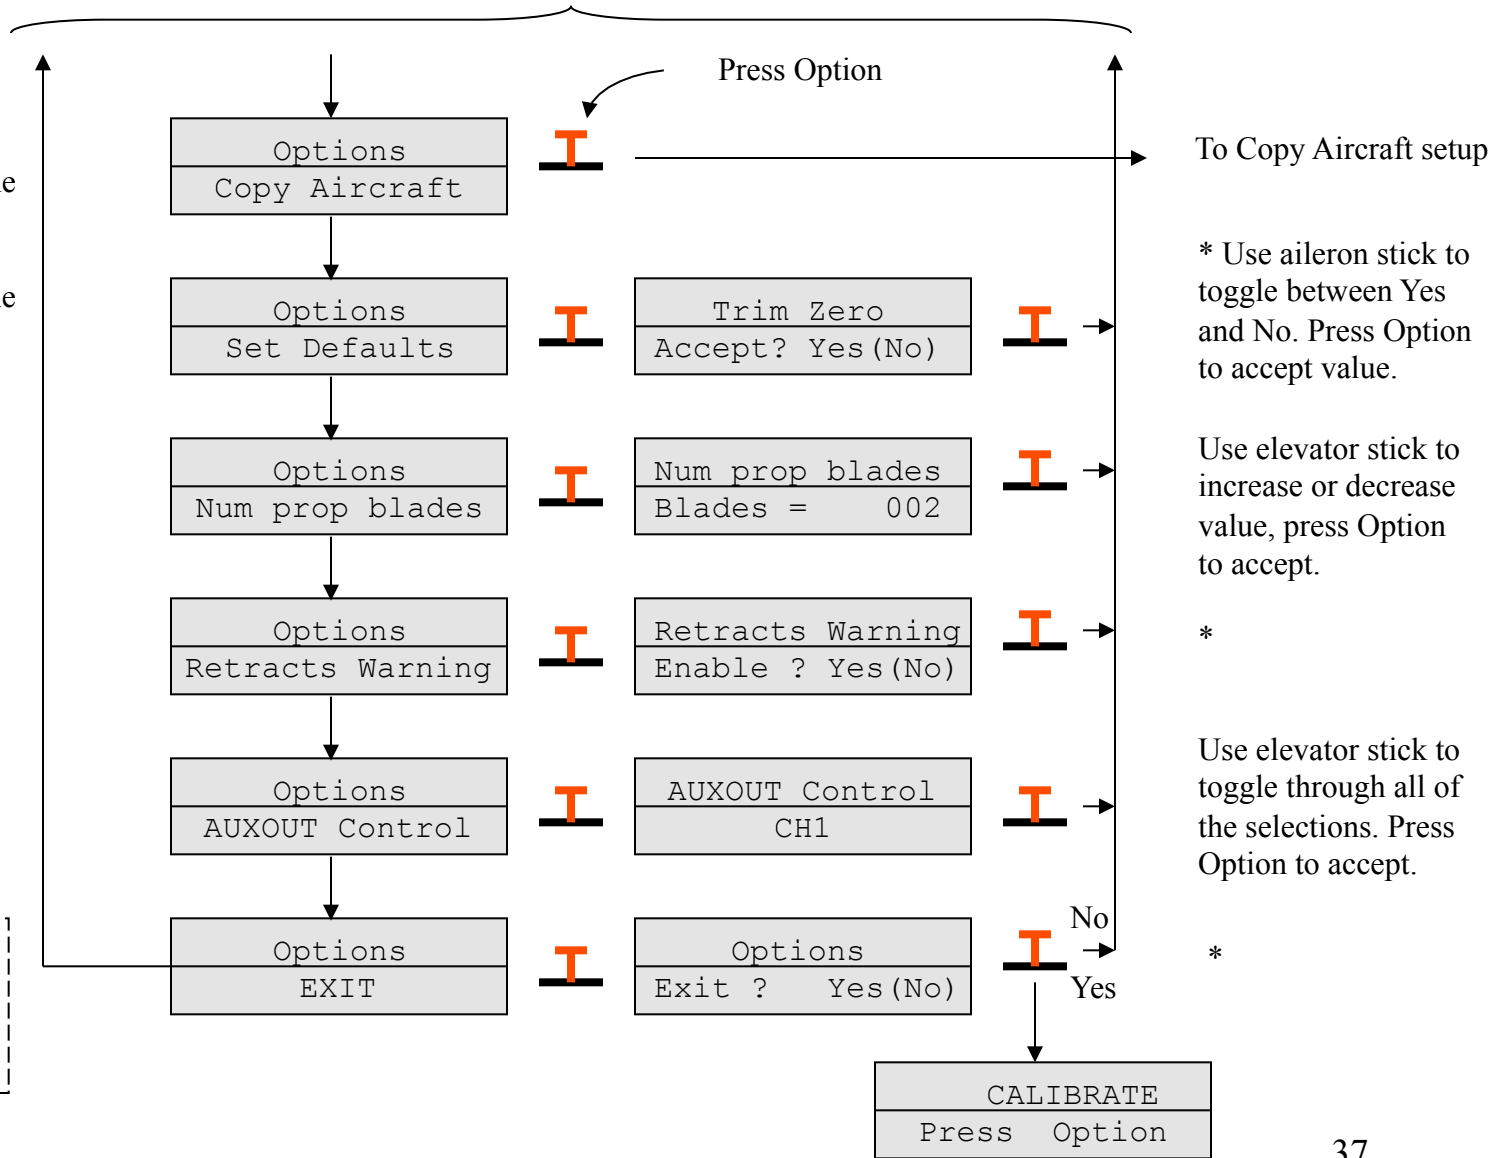 Press Option
Options
Copy Aircraft
To Copy Aircraft setup
Options
Set Defaults
Trim Zero
Accept? Yes(No)
* Use aileron stick to
toggle between Yes
and No. Press Option
to accept value.
Options
Num prop blades
Num prop blades
Blades = 002
Use elevator stick to
increase or decrease
value, press Option
to accept.
Options
Retracts Warning
Retracts Warning
Enable ? Yes(No)
*
Options
AUXOUT Control
AUXOUT Control
CH1
Use elevator stick to
toggle through all of
the selections. Press
Option to accept.
Options
EXIT
Options
Exit ? Yes(No)
No
Yes
*
CALIBRATE
Press Option
37